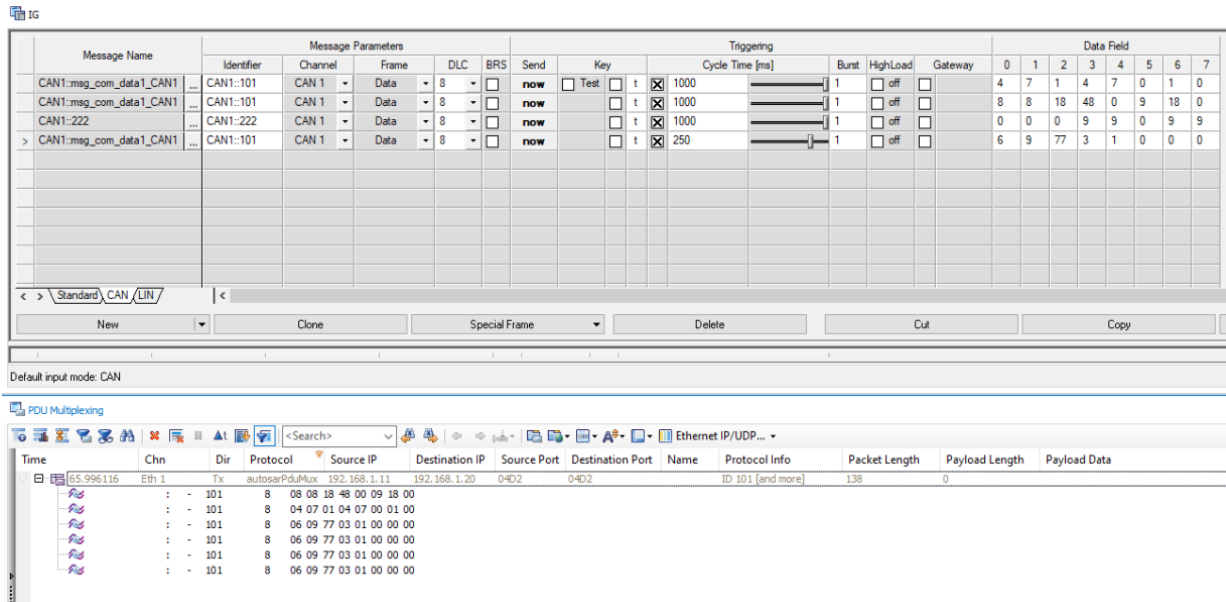 IG
Message Name Message Parameters Triggering Data Field
Identifier Channel Frame DLC BRS Send Key Cycle Time [ms] Burst HighLoad Gateway 0 1 2 3 4 5 6 7
CAN1::msg_com_data1_CAN1 ... CAN1::101 CAN 1 Data 8 now Test t 1000 1 off 4 7 1 4 7 0 1 0
CAN1::msg_com_data1_CAN1 ... CAN1::101 CAN 1 Data 8 now t 1000 1 off 8 8 18 48 0 9 18 0
CAN1::222 ... CAN1::222 CAN 1 Data 8 now t 1000 1 off 0 0 0 9 9 0 9 9
> CAN1::msg_com_data1_CAN1 ... CAN1::101 CAN 1 Data 8 now t 250 1 off 6 9 77 3 1 0 0 0
< > Standard CAN LIN <
New Clone Special Frame Delete Cut Copy
Default input mode: CAN
PDU Multiplexing
<Search> Ethernet IP/UDP...
Time Chn Dir Protocol Source IP Destination IP Source Port Destination Port Name Protocol Info Packet Length Payload Length Payload Data
65.996116 Eth 1 Tx autosarPduMux 192.168.1.11 192.168.1.20 04D2 04D2 ID 101 [and more] 138 0
: - 101 8 08 08 18 48 00 09 18 00
: - 101 8 04 07 01 04 07 00 01 00
: - 101 8 06 09 77 03 01 00 00 00
: - 101 8 06 09 77 03 01 00 00 00
: - 101 8 06 09 77 03 01 00 00 00
: - 101 8 06 09 77 03 01 00 00 00